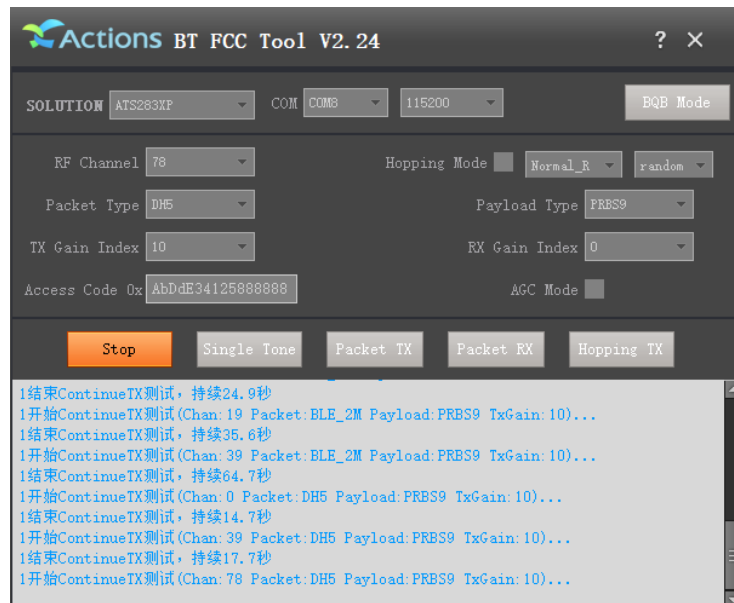 Actions BT FCC Tool V2.24 ? ×
SOLUTION ATS283XP COM COM8 115200 BQB Mode
RF Channel 78 Hopping Mode Normal_R random
Packet Type DH5 Payload Type PRBS9
TX Gain Index 10 RX Gain Index 0
Access Code 0x AbDdE34125888888 AGC Mode
Stop Single Tone Packet TX Packet RX Hopping TX
1结束ContinueTX测试，持续24.9秒
1开始ContinueTX测试(Chan:19 Packet:BLE_2M Payload:PRBS9 TxGain:10)...
1结束ContinueTX测试，持续35.6秒
1开始ContinueTX测试(Chan:39 Packet:BLE_2M Payload:PRBS9 TxGain:10)...
1结束ContinueTX测试，持续64.7秒
1开始ContinueTX测试(Chan:0 Packet:DH5 Payload:PRBS9 TxGain:10)...
1结束ContinueTX测试，持续14.7秒
1开始ContinueTX测试(Chan:39 Packet:DH5 Payload:PRBS9 TxGain:10)...
1结束ContinueTX测试，持续17.7秒
1开始ContinueTX测试(Chan:78 Packet:DH5 Payload:PRBS9 TxGain:10)...